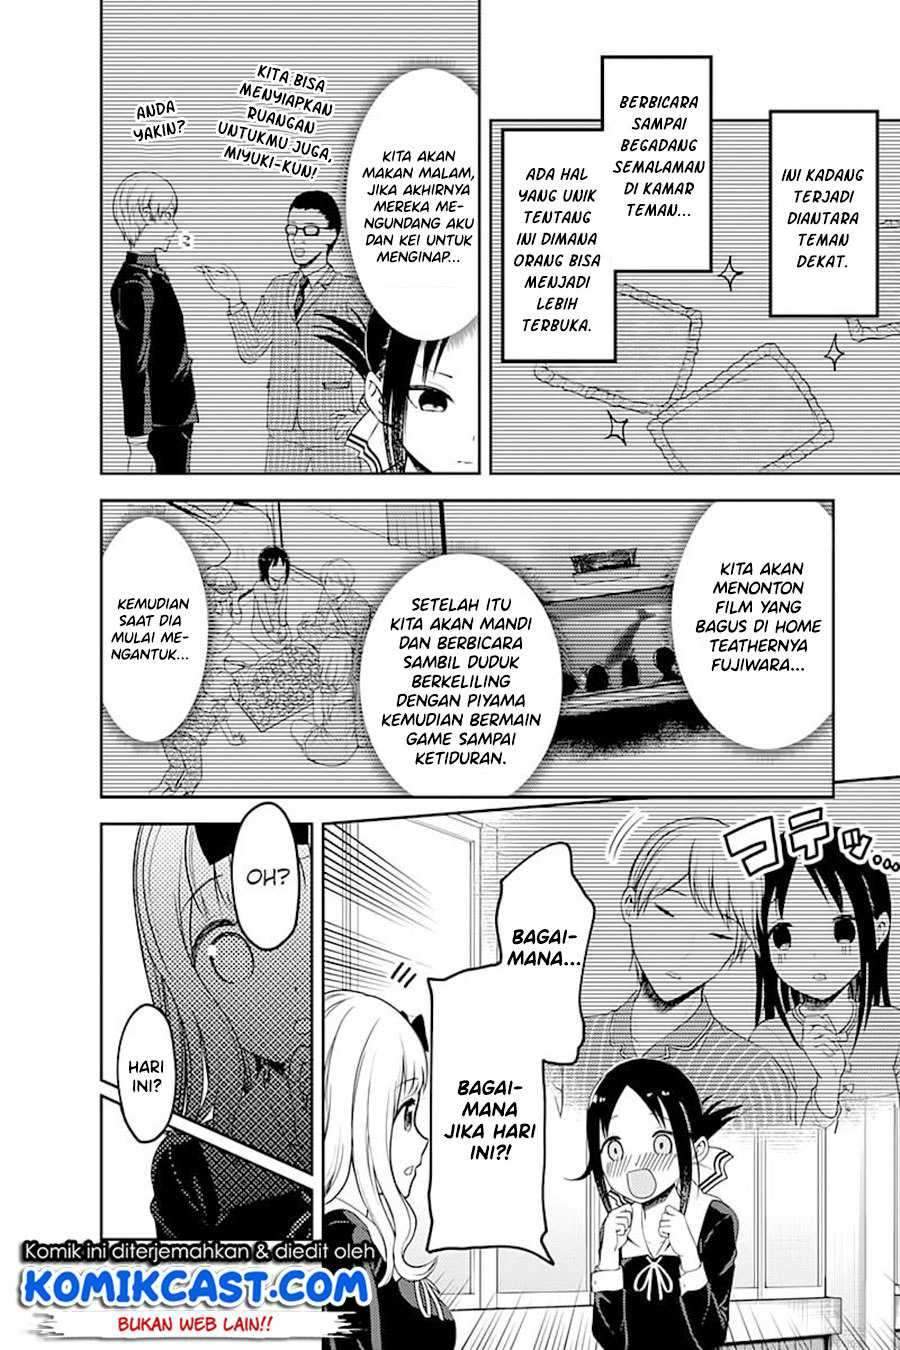 INI KADANG
TERJADI
DIANTARA
TEMAN
DEKAT.
BERBICARA
SAMPAI
BEGADANG
SEMALAMAN
DI KAMAR
TEMAN...
ADA HAL
YANG UNIK
TENTANG
INI DIMANA
ORANG BISA
MENJADI
LEBIH
TERBUKA.
KITA AKAN
MAKAN MALAM,
JIKA AKHIRNYA
MEREKA ME-
NGUNDANG AKU
DAN KEI UNTUK
MENGINAP...
KITA BISA
MENYIAPKAN
RUANGAN
UNTUKMU JUGA,
MIYUKI-KUN!
ANDA
YAKIN?
KITA AKAN
MENONTON
FILM YANG
BAGUS DI HOME
TEATHERNYA
FUJIWARA...
SETELAH ITU
KITA AKAN MANDI
DAN BERBICARA
SAMBIL DUDUK
BERKELILING
DENGAN PIYAMA
KEMUDIAN BERMAIN
GAME SAMPAI
KETIDURAN.
KEMUDIAN
SAAT DIA
MULAI ME-
NGANTUK...
コテッ...
BAGAI-
MANA...
BAGAI-
MANA
JIKA HARI
INI?!
OH?
HARI
INI?
Komik ini diterjemahkan & diedit oleh
KOMIKCAST.COM
BUKAN WEB LAIN!!